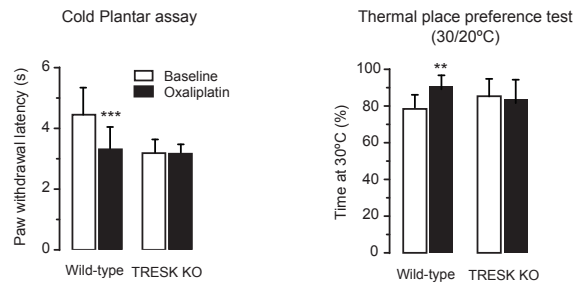 Cold Plantar assay
Paw withdrawal latency (s)
6
4
2
0
Baseline
Oxaliplatin
***
Wild-type TRESK KO
Thermal place preference test
(30/20ºC)
Time at 30ºC (%)
100
80
60
40
20
0
**
Wild-type TRESK KO